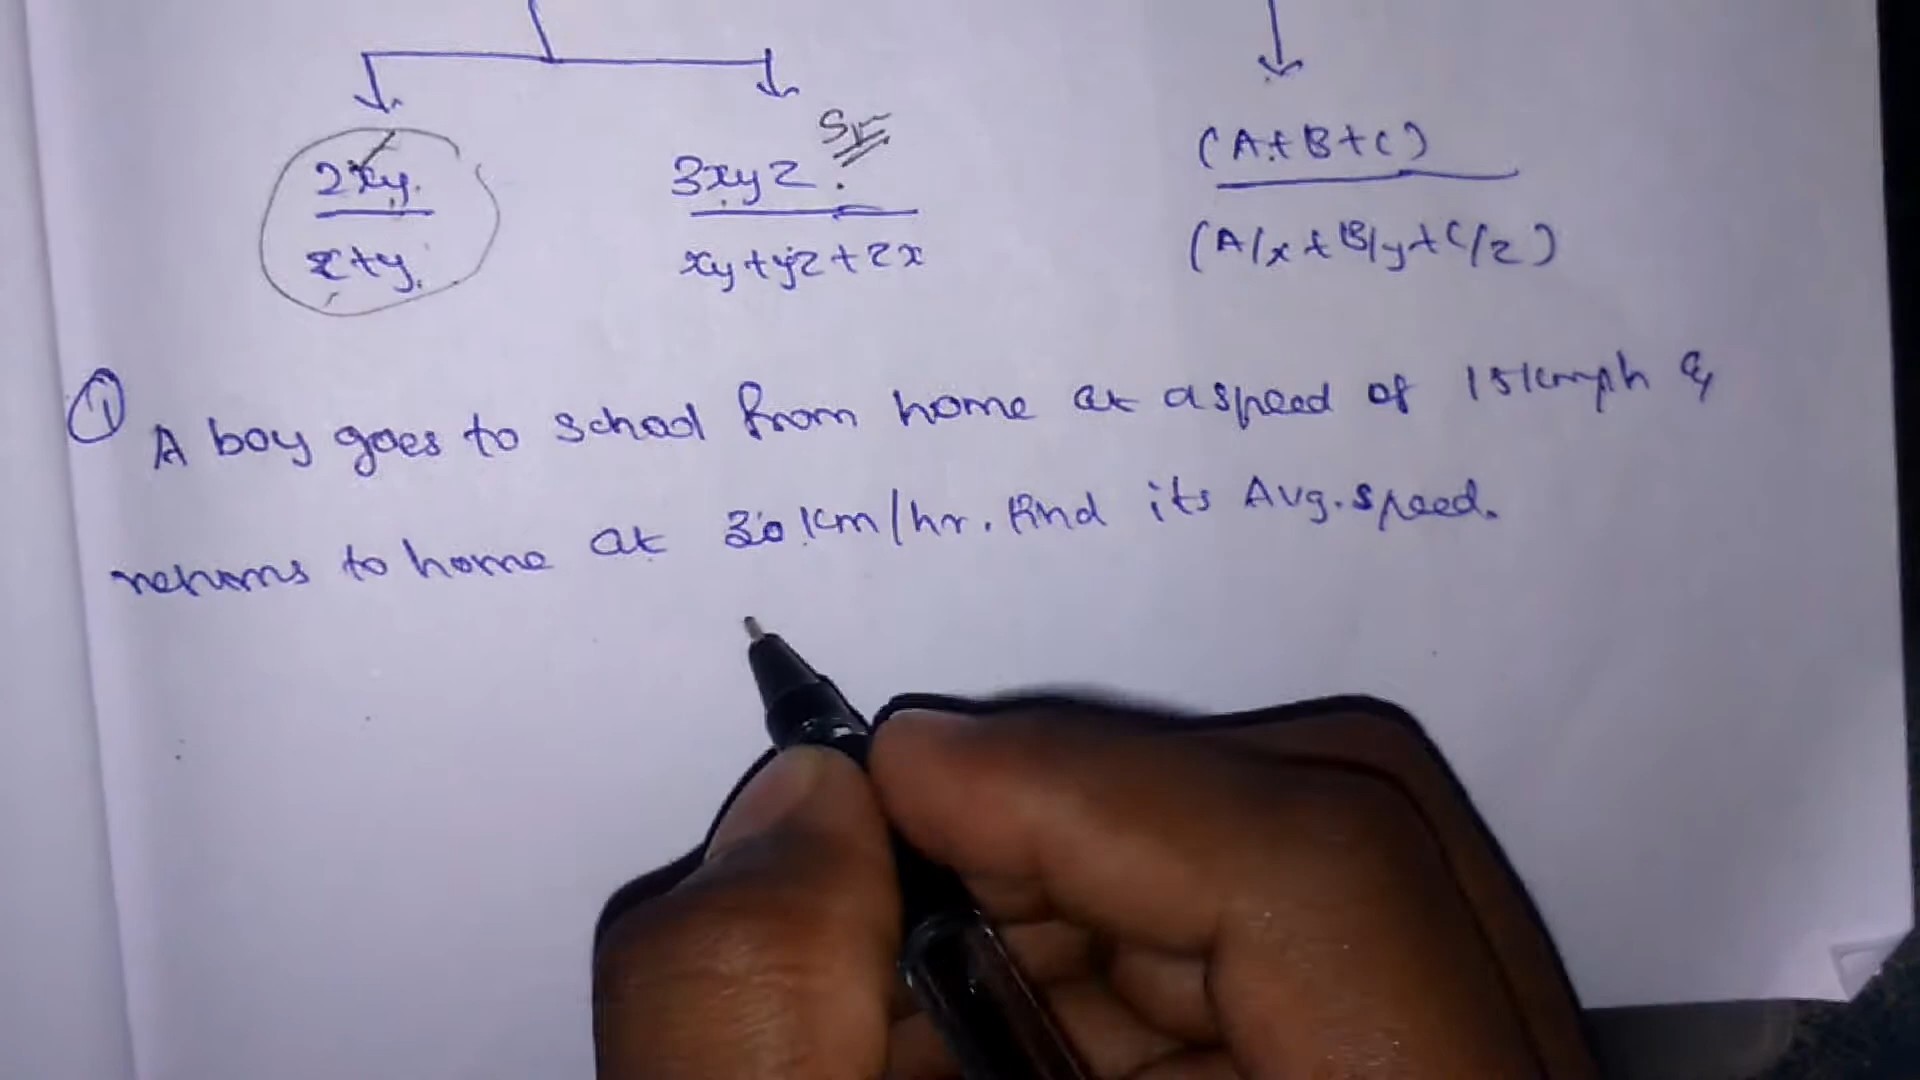 2xy
x+y
3xyz
xy+yz+zx
(A+B+C)
(A/x+B/y+C/z)
① A boy goes to school from home at a speed of 15kmph &
returns to home at 30 km/hr. Find its Avg. speed.